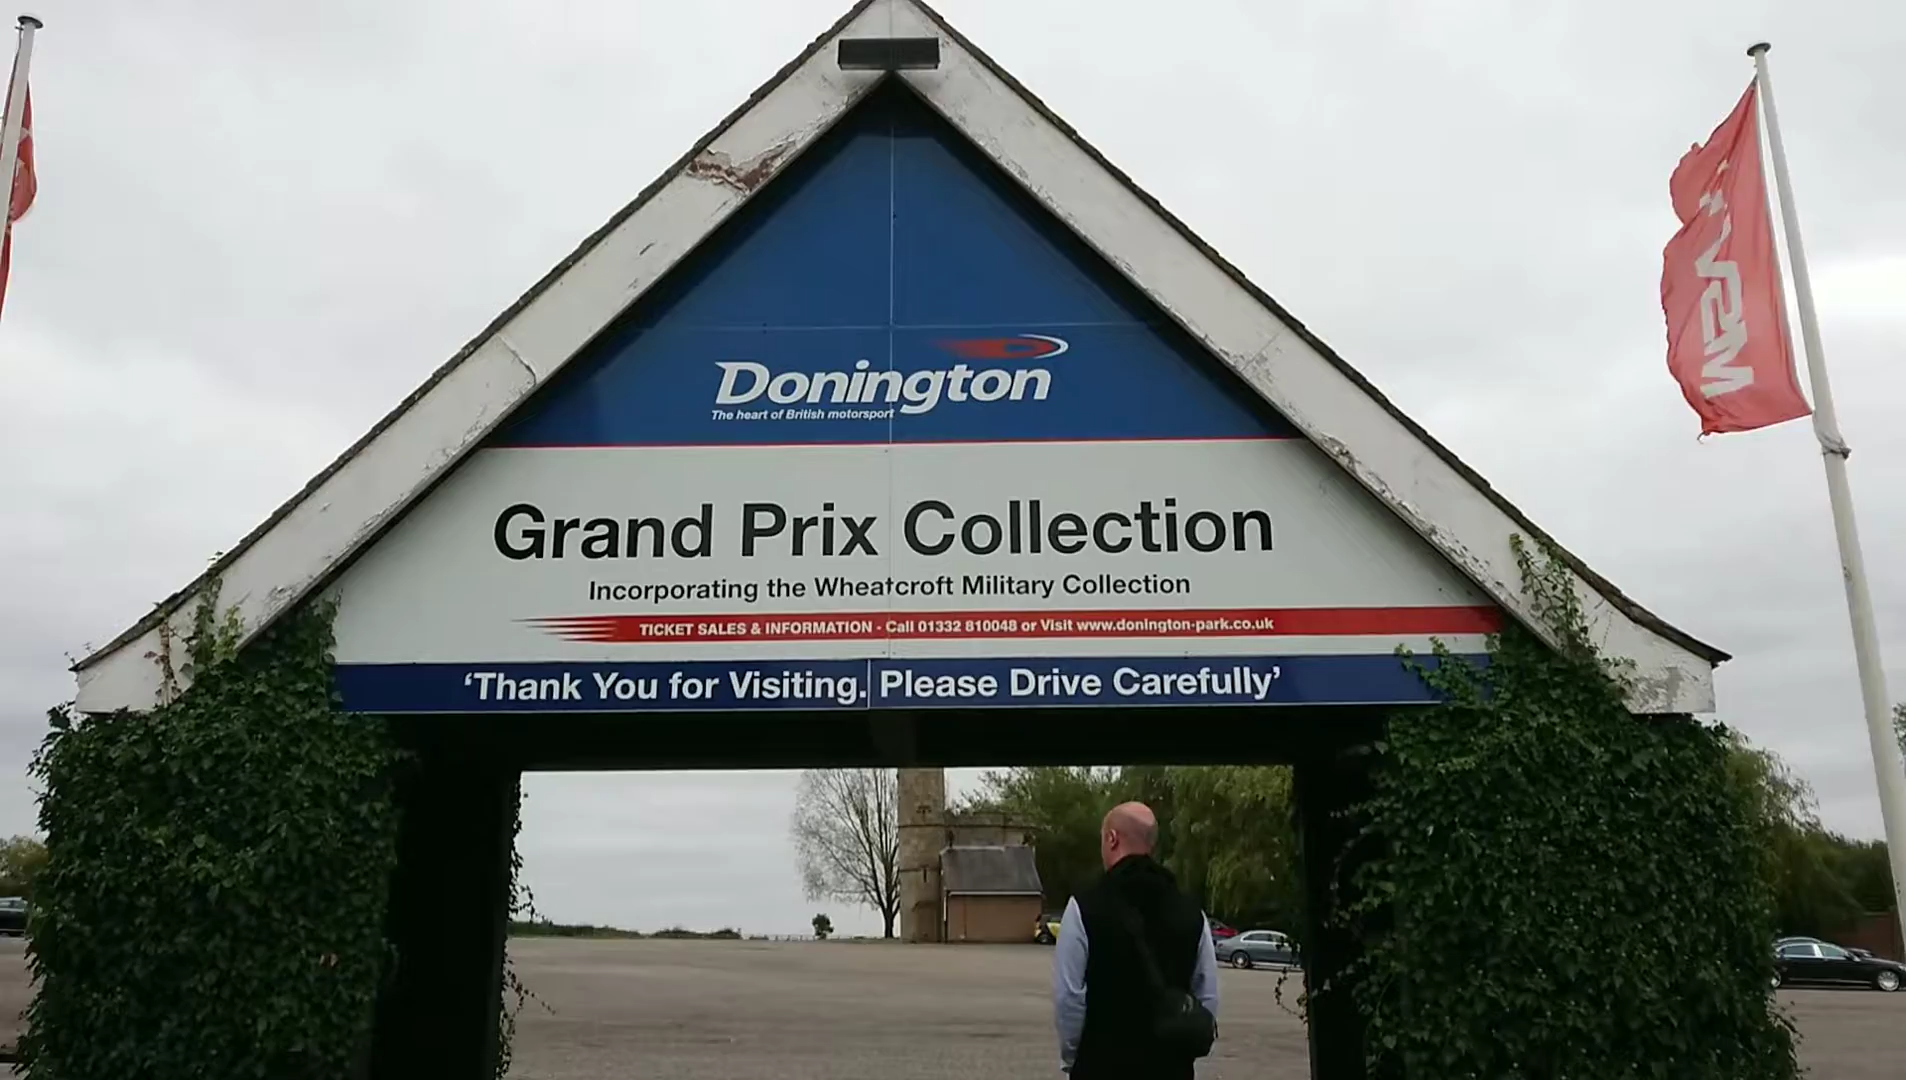 Donington
The heart of British motorsport
Grand Prix Collection
Incorporating the Wheatcroft Military Collection
TICKET SALES & INFORMATION - Call 01332 810048 or Visit www.donington-park.co.uk
‘Thank You for Visiting. Please Drive Carefully’
MSV